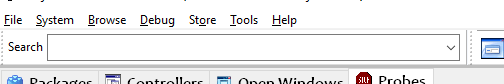 File System Browse Debug Store Tools Help
Search
Packages Controllers Open Windows Probes